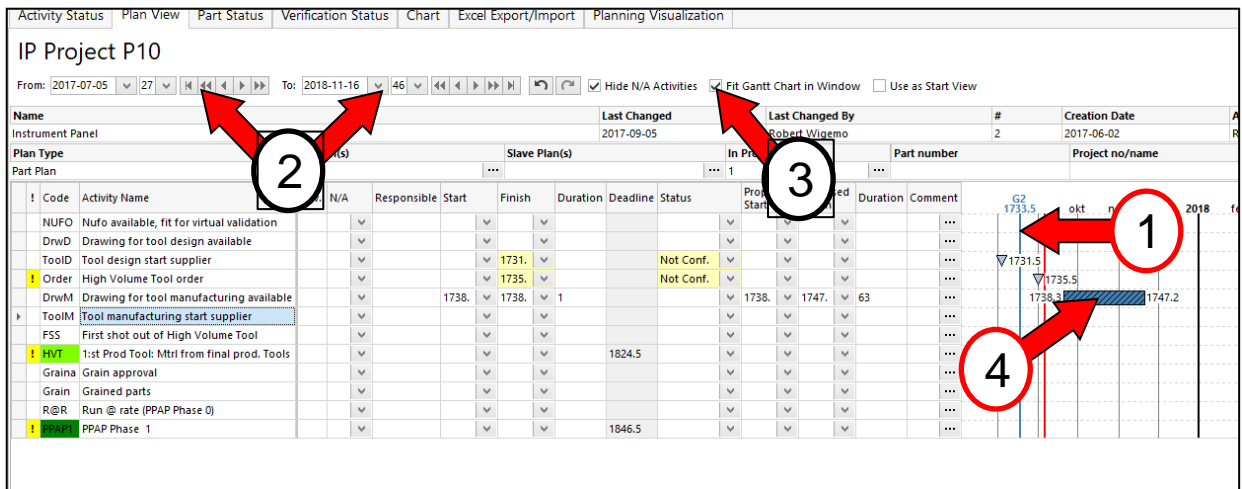 Activity Status Plan View Part Status Verification Status Chart Excel Export/Import Planning Visualization
IP Project P10
From: 2017-07-05 27 To: 2018-11-16 46 Hide N/A Activities Fit Gantt Chart in Window Use as Start View
Name Last Changed Last Changed By # Creation Date A
Instrument Panel 2017-09-05 Robert Wigemo 2 2017-06-02 R
Plan Type Slave Plan(s) Part number Project no/name
Part Plan ... ... 1 ...
2
3
1
4
! Code Activity Name N/A Responsible Start Finish Duration Deadline Status Start Duration Comment
G2
1733.5 okt 2018
NUFO Nufo available, fit for virtual validation ...
DrwD Drawing for tool design available ...
ToolD Tool design start supplier 1731. Not Conf. ... 1731.5
! Order High Volume Tool order 1735. Not Conf. ... 1735.5
DrwM Drawing for tool manufacturing available 1738. 1738. 1 1738. 1747. 63 ... 1738.3 1747.2
ToolM Tool manufacturing start supplier ...
FSS First shot out of High Volume Tool ...
! HVT 1:st Prod Tool: Mtrl from final prod. Tools 1824.5 ...
Graina Grain approval ...
Grain Grained parts ...
R@R Run @ rate (PPAP Phase 0) ...
! PPAP1 PPAP Phase 1 1846.5 ...